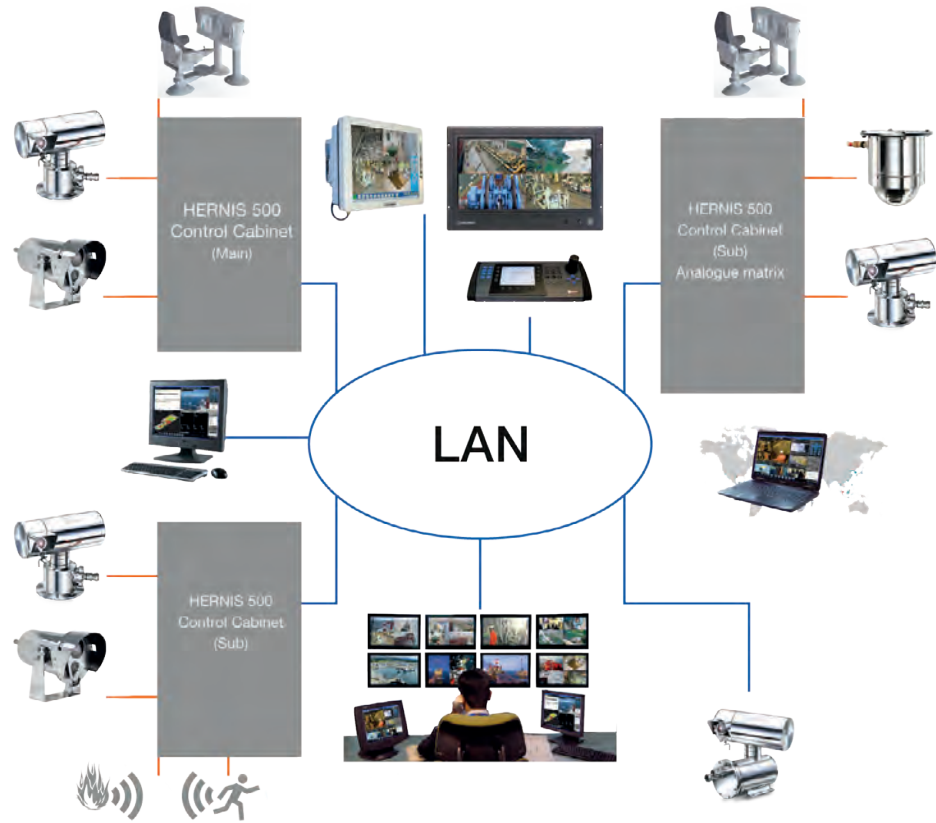 HERNIS 500
Control Cabinet
(Main)
HERNIS 500
Control Cabinet
(Sub)
Analogue matrix
LAN
HERNIS 500
Control Cabinet
(Sub)